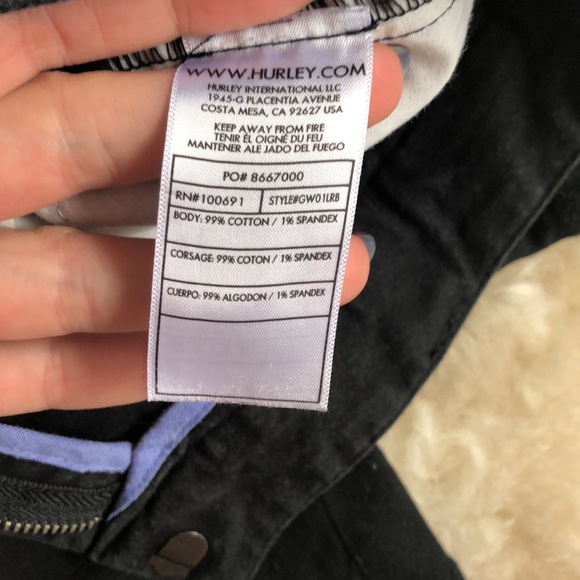 WWW.HURLEY.COM
HURLEY INTERNATIONAL LLC
1945-G PLACENTIA AVENUE
COSTA MESA, CA 92627 USA
KEEP AWAY FROM FIRE
TENIR ÉL OIGNÉ DU FEU
MANTENER ALE JADO DEL FUEGO
PO# 8667000
RN#100691 STYLE#GW01LRB
BODY: 99% COTTON / 1% SPANDEX
CORSAGE: 99% COTON / 1% SPANDEX
CUERPO: 99% ALGODON / 1% SPANDEX